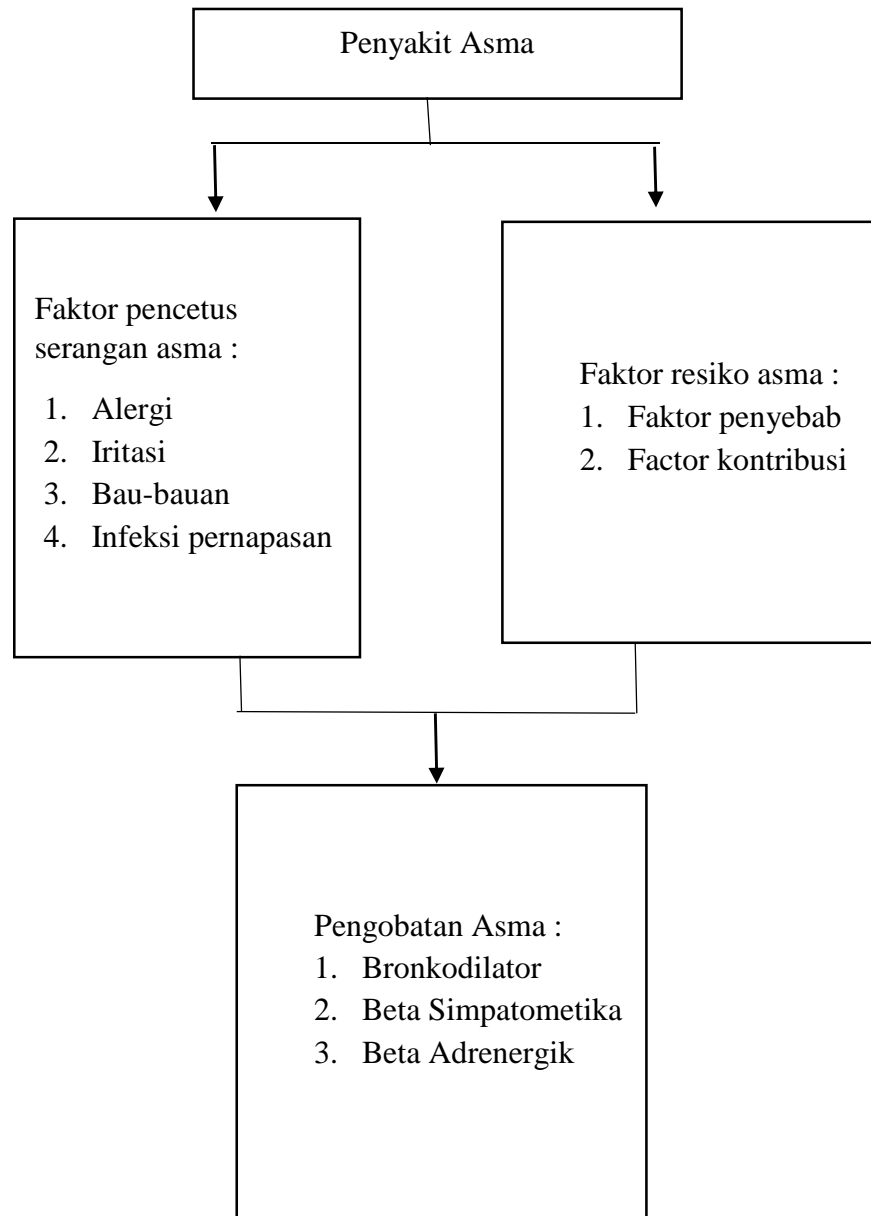 Penyakit Asma
Faktor pencetus
serangan asma :
1. Alergi
2. Iritasi
3. Bau-bauan
4. Infeksi pernapasan
Faktor resiko asma :
1. Faktor penyebab
2. Factor kontribusi
Pengobatan Asma :
1. Bronkodilator
2. Beta Simpatometika
3. Beta Adrenergik